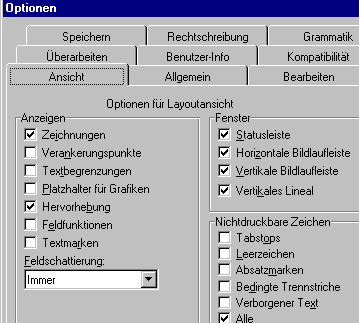 Optionen
Speichern
Rechtschreibung
Grammatik
Überarbeiten
Benutzer-Info
Kompatibilität
Ansicht
Allgemein
Bearbeiten
Optionen für Layoutansicht
Anzeigen
Zeichnungen
Verankerungspunkte
Textbegrenzungen
Platzhalter für Grafiken
Hervorhebung
Feldfunktionen
Textmarken
Feldschattierung:
Immer
Fenster
Statusleiste
Horizontale Bildlaufleiste
Vertikale Bildlaufleiste
Vertikales Lineal
Nichtdruckbare Zeichen
Tabstops
Leerzeichen
Absatzmarken
Bedingte Trennstriche
Verborgener Text
Alle